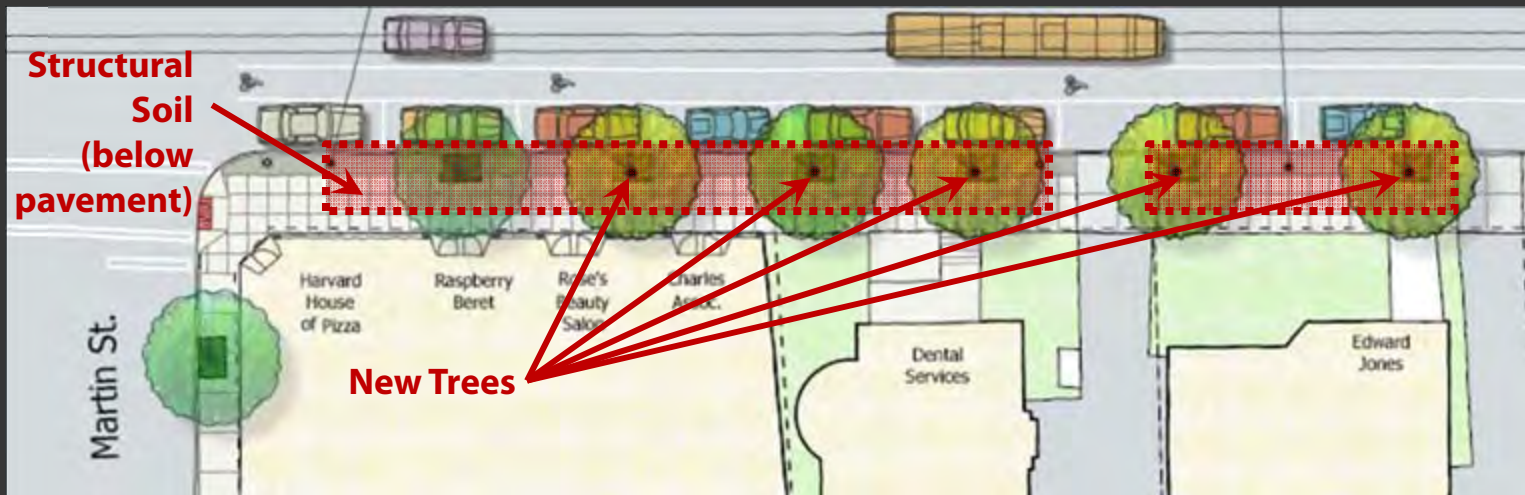 Structural
Soil
(below
pavement)
Harvard
House
of Pizza
Raspberry
Beret
Rose's
Beauty
Salon
Charles
Assoc.
New Trees
Dental
Services
Edward
Jones
Martin St.